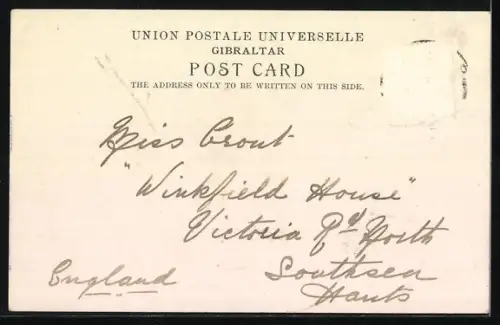 UNION POSTALE UNIVERSELLE
GIBRALTAR
POST CARD
THE ADDRESS ONLY TO BE WRITTEN ON THIS SIDE.
Miss Crout
"Winkfield House"
Victoria Rd North
Southsea
Hants
England